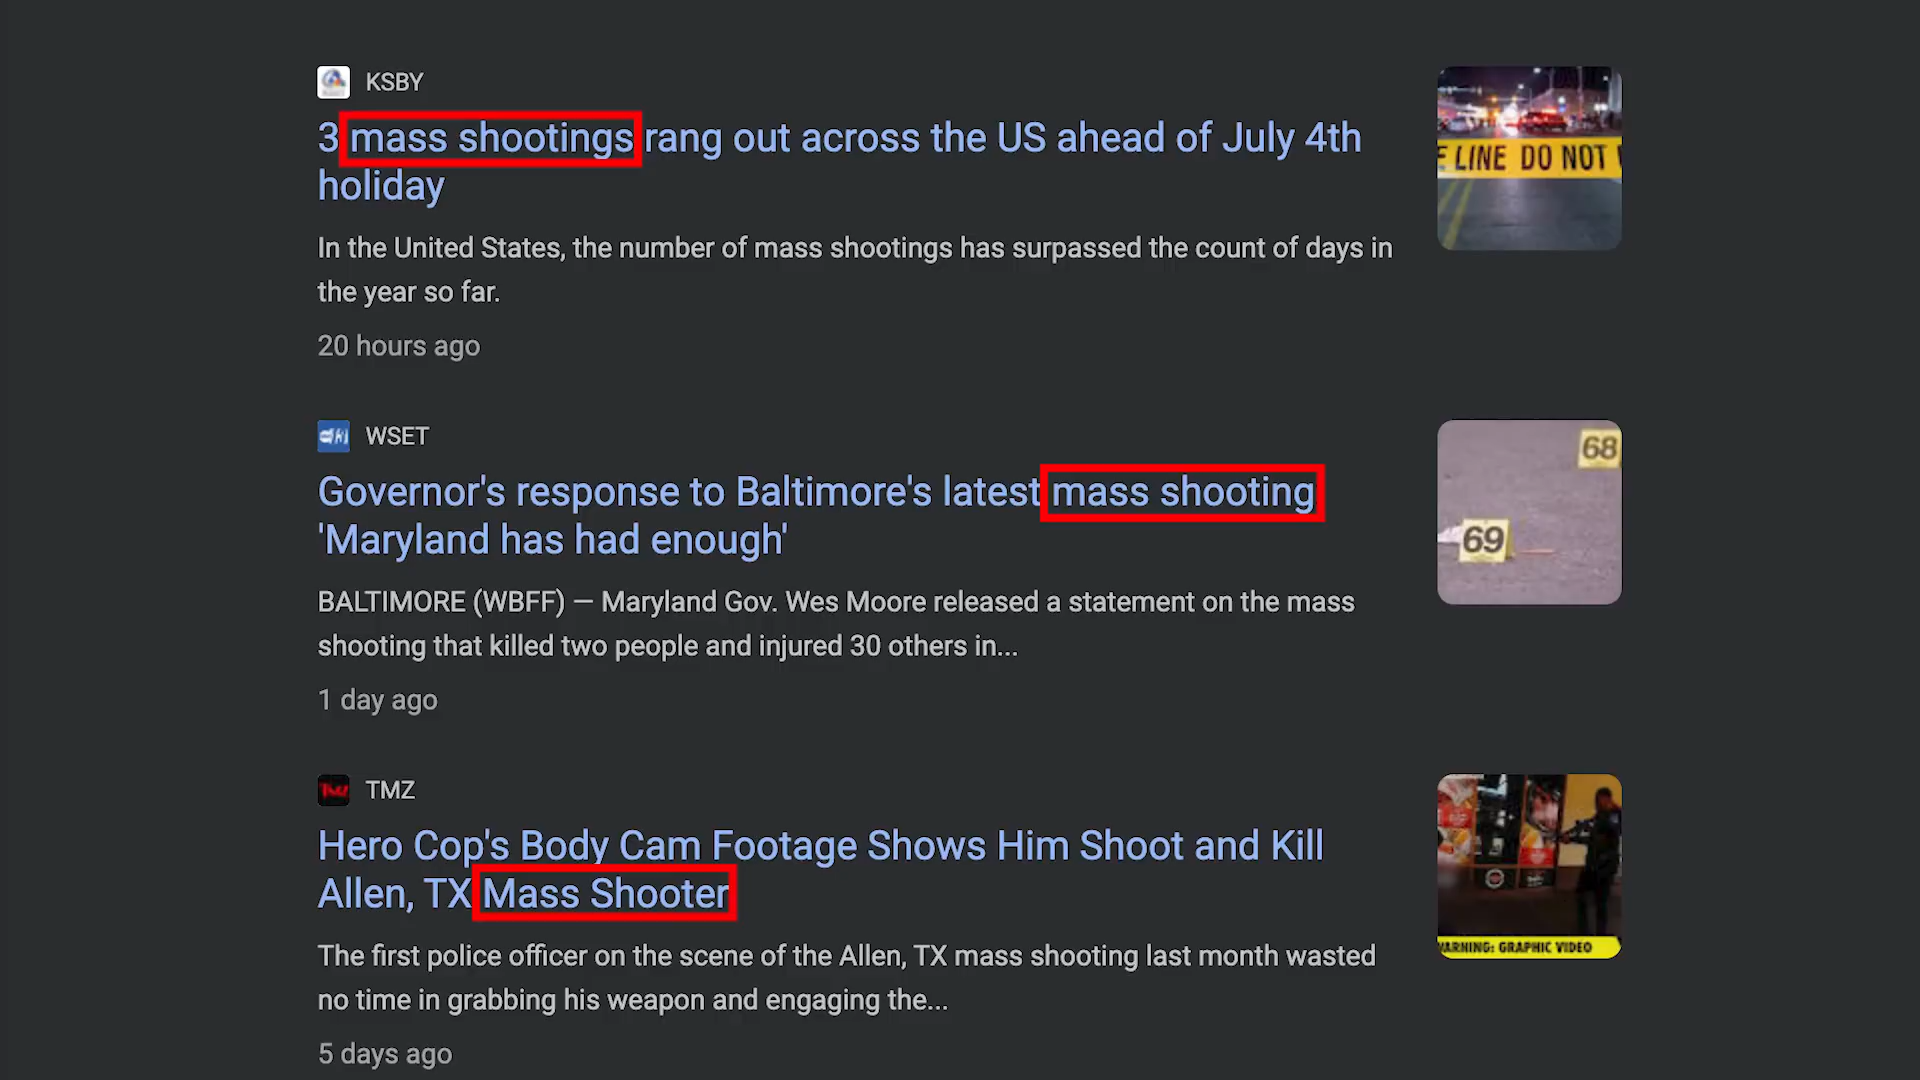 KSBY
3 mass shootings rang out across the US ahead of July 4th
holiday
In the United States, the number of mass shootings has surpassed the count of days in
the year so far.
20 hours ago
LINE DO NOT
WSET
Governor's response to Baltimore's latest mass shooting
'Maryland has had enough'
BALTIMORE (WBFF) — Maryland Gov. Wes Moore released a statement on the mass
shooting that killed two people and injured 30 others in...
1 day ago
68
69
TMZ
TMZ
Hero Cop's Body Cam Footage Shows Him Shoot and Kill
Allen, TX Mass Shooter
The first police officer on the scene of the Allen, TX mass shooting last month wasted
no time in grabbing his weapon and engaging the...
5 days ago
WARNING: GRAPHIC VIDEO